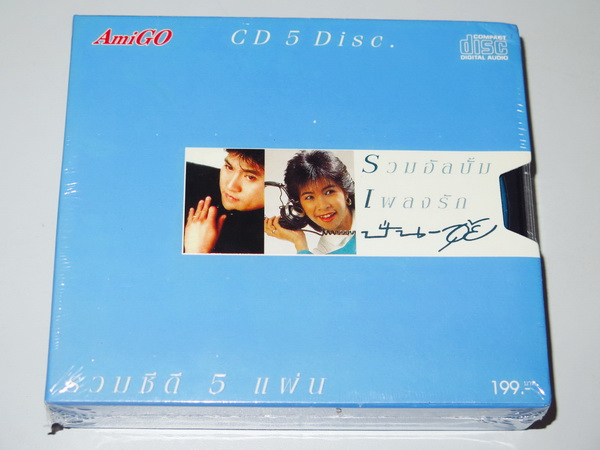 AmiGO
CD 5 Disc.
COMPACT
disc
DIGITAL AUDIO
รวมอัลบั้ม
เพลงรัก
รวมซีดี 5 แผ่น
199.-